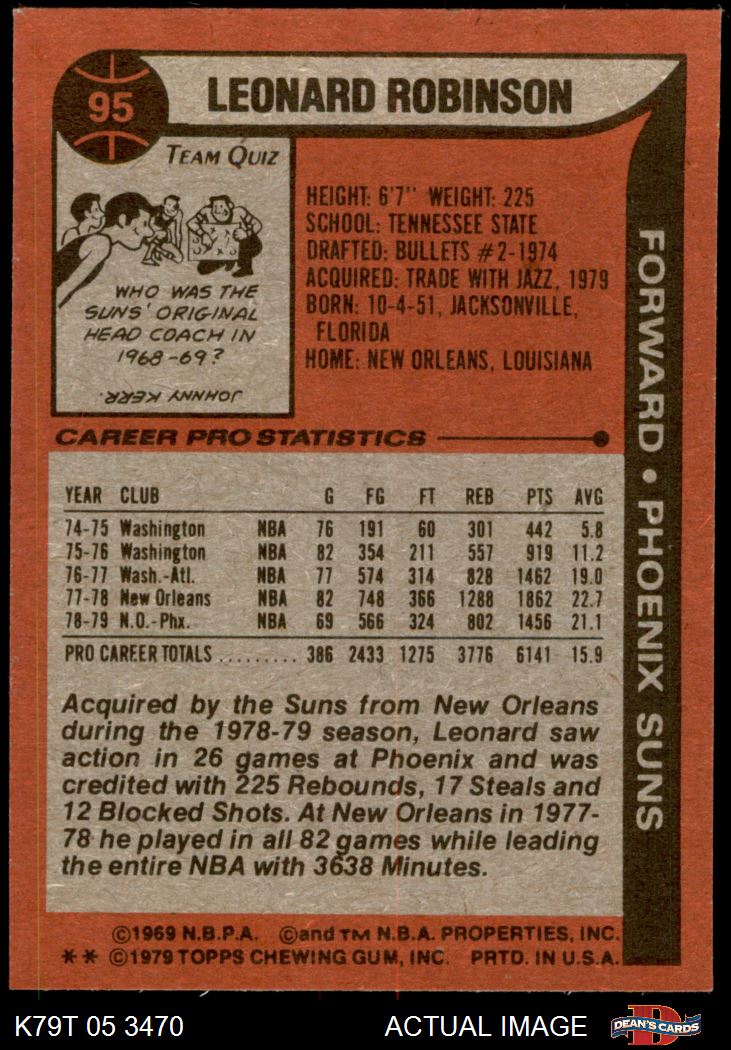 95
LEONARD ROBINSON
TEAM QUIZ
WHO WAS THE
SUNS' ORIGINAL
HEAD COACH IN
1968-69?
JOHNNY KERR.
HEIGHT: 6'7" WEIGHT: 225
SCHOOL: TENNESSEE STATE
DRAFTED: BULLETS #2-1974
ACQUIRED: TRADE WITH JAZZ, 1979
BORN: 10-4-51, JACKSONVILLE,
FLORIDA
HOME: NEW ORLEANS, LOUISIANA
FORWARD • PHOENIX SUNS
CAREER PRO STATISTICS
YEAR CLUB G FG FT REB PTS AVG
74-75 Washington NBA 76 191 60 301 442 5.8
75-76 Washington NBA 82 354 211 557 919 11.2
76-77 Wash.-Atl. NBA 77 574 314 828 1462 19.0
77-78 New Orleans NBA 82 748 366 1288 1862 22.7
78-79 N.O.-Phx. NBA 69 566 324 802 1456 21.1
PRO CAREER TOTALS ......... 386 2433 1275 3776 6141 15.9
Acquired by the Suns from New Orleans
during the 1978-79 season, Leonard saw
action in 26 games at Phoenix and was
credited with 225 Rebounds, 17 Steals and
12 Blocked Shots. At New Orleans in 1977-
78 he played in all 82 games while leading
the entire NBA with 3638 Minutes.
©1969 N.B.P.A. ©and TM N.B.A. PROPERTIES, INC.
** ©1979 TOPPS CHEWING GUM, INC. PRTD. IN U.S.A.
K79T 05 3470 ACTUAL IMAGE
D
DEAN'S CARDS